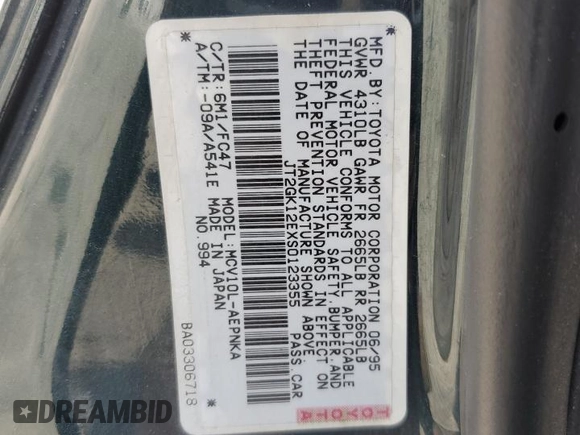 MFD. BY: TOYOTA MOTOR CORPORATION 06/95
GVWR 4310LB GAWR FR 2665LB RR 2665LB
THIS VEHICLE CONFORMS TO ALL APPLICABLE
FEDERAL MOTOR VEHICLE SAFETY, BUMPER, AND
THEFT PREVENTION STANDARDS IN EFFECT ON
THE DATE OF MANUFACTURE SHOWN ABOVE.
JT2GK12EXS0123355 PASS.CAR
C/TR: 6M1/FC47 MODEL: MCV10L-AEPNKA
A/TM: -09A/A541E MADE IN JAPAN
NO. 994
BA03306718
TOYOTA
DREAMBID